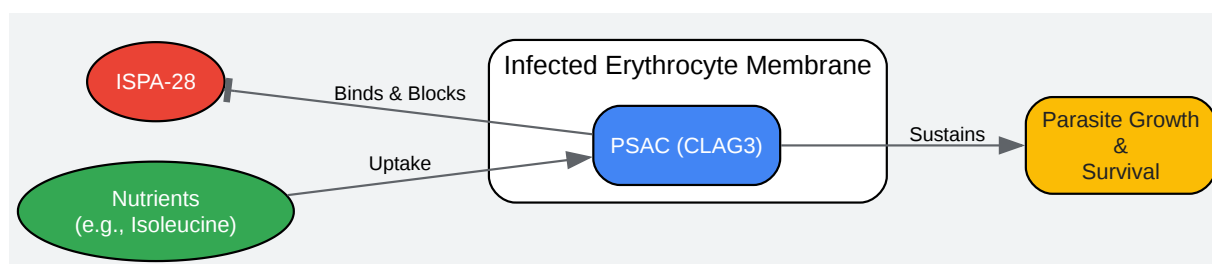 Infected Erythrocyte Membrane
ISPA-28
Binds & Blocks
PSAC (CLAG3)
Sustains
Parasite Growth
&
Survival
Uptake
Nutrients
(e.g., Isoleucine)